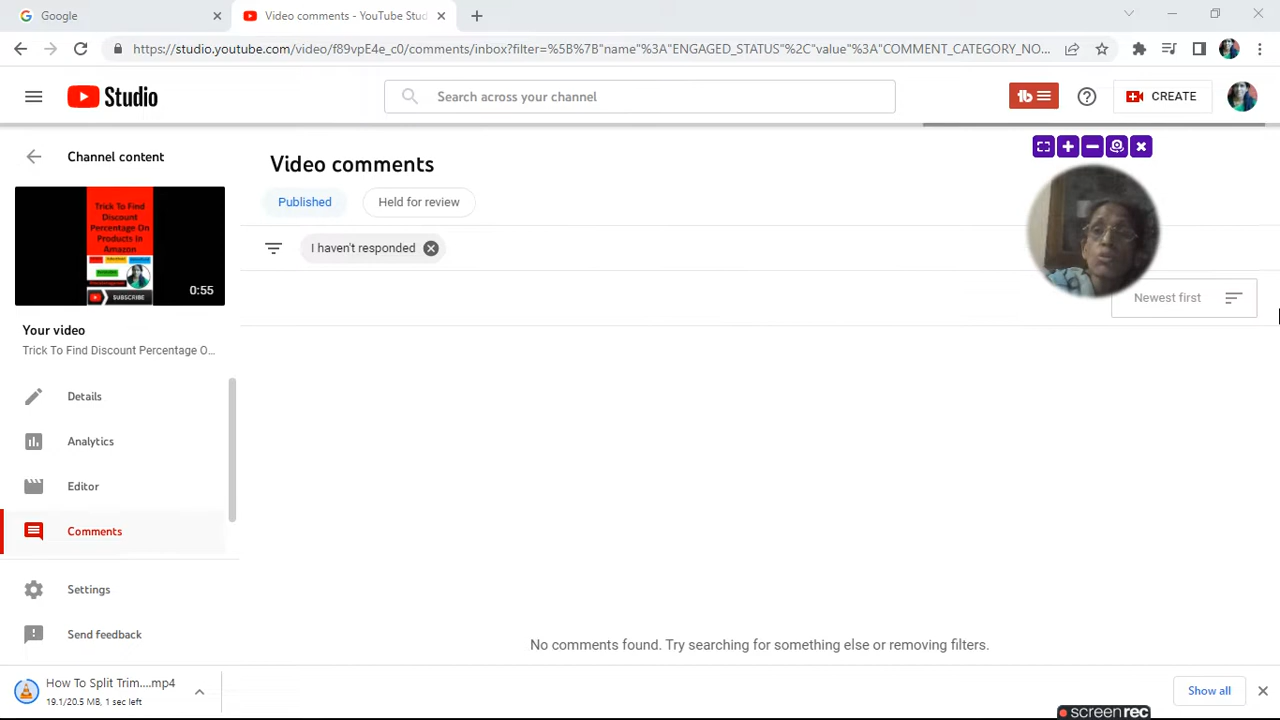 Google
Video comments - YouTube Stud
https://studio.youtube.com/video/f89vpE4e_c0/comments/inbox?filter=%5B%7B"name"%3A"ENGAGED_STATUS"%2C"value"%3A"COMMENT_CATEGORY_NO...
Studio
Search across your channel
tb
CREATE
Channel content
Video comments
Published
Held for review
Trick To Find
Discount
Percentage On
Products in
Amazon
SUBSCRIBE
0:55
I haven't responded
Newest first
Your video
Trick To Find Discount Percentage O...
Details
Analytics
Editor
Comments
Settings
Send feedback
No comments found. Try searching for something else or removing filters.
How To Split Trim....mp4
19.1/20.5 MB, 1 sec left
Show all
screenrec